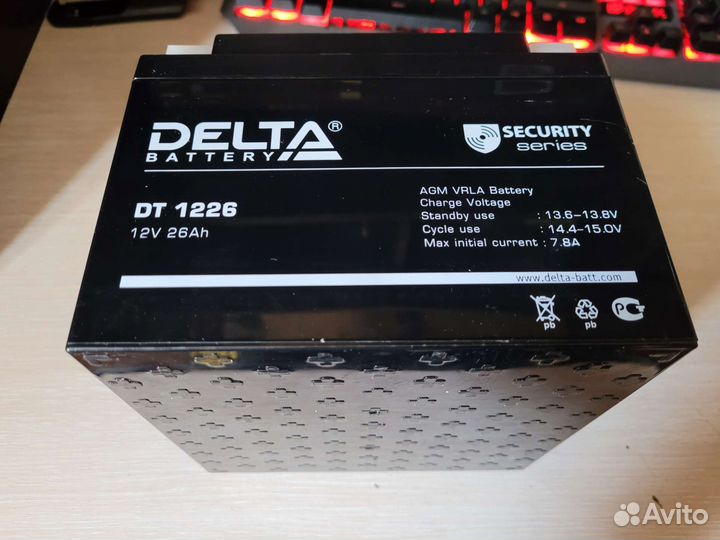 DELTA®
BATTERY
SECURITY
series
DT 1226
12V 26Ah
AGM VRLA Battery
Charge Voltage
Standby use : 13.6-13.8V
Cycle use : 14.4-15.0V
Max initial current : 7.8A
www.delta-batt.com
pb
pb
РСТ
Avito